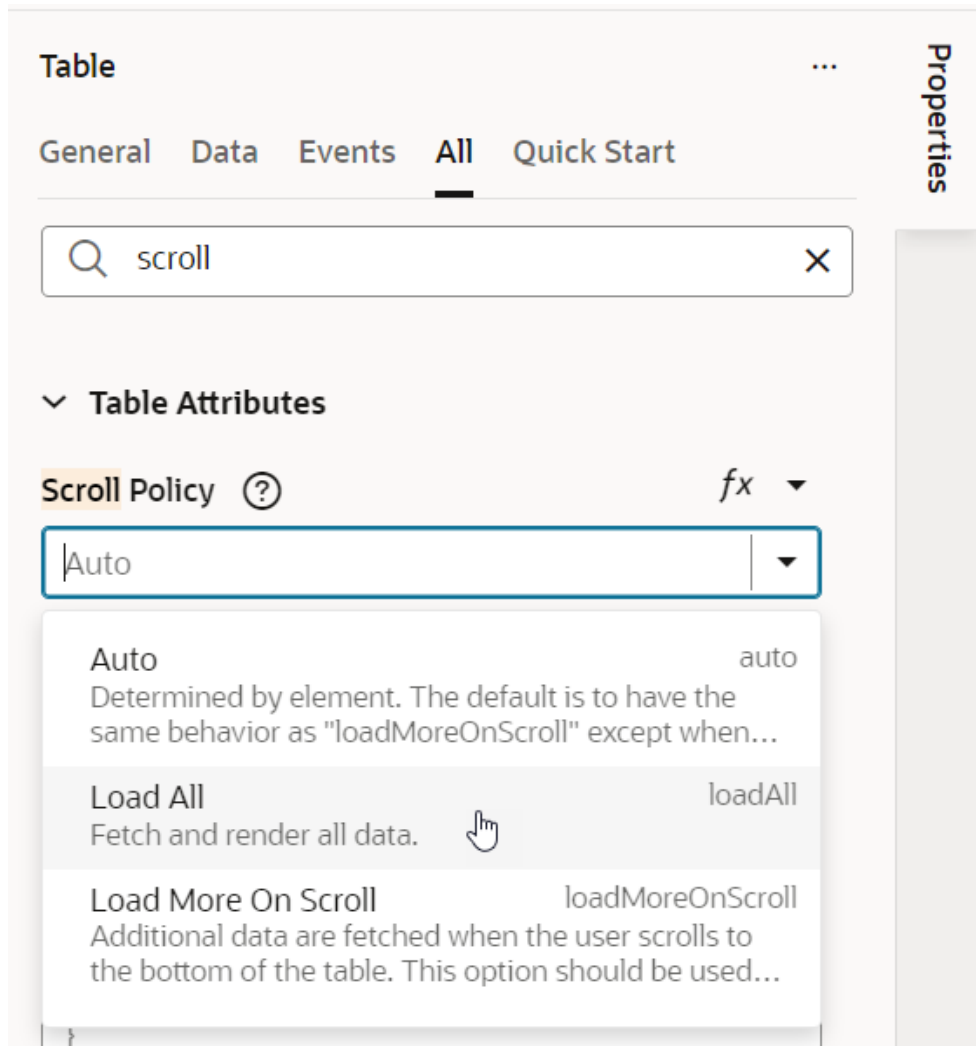 Table
...
Properties
General Data Events All Quick Start
scroll
Table Attributes
Scroll Policy ? fx
Auto
Auto auto
Determined by element. The default is to have the
same behavior as "loadMoreOnScroll" except when...
Load All loadAll
Fetch and render all data.
Load More On Scroll loadMoreOnScroll
Additional data are fetched when the user scrolls to
the bottom of the table. This option should be used...
}